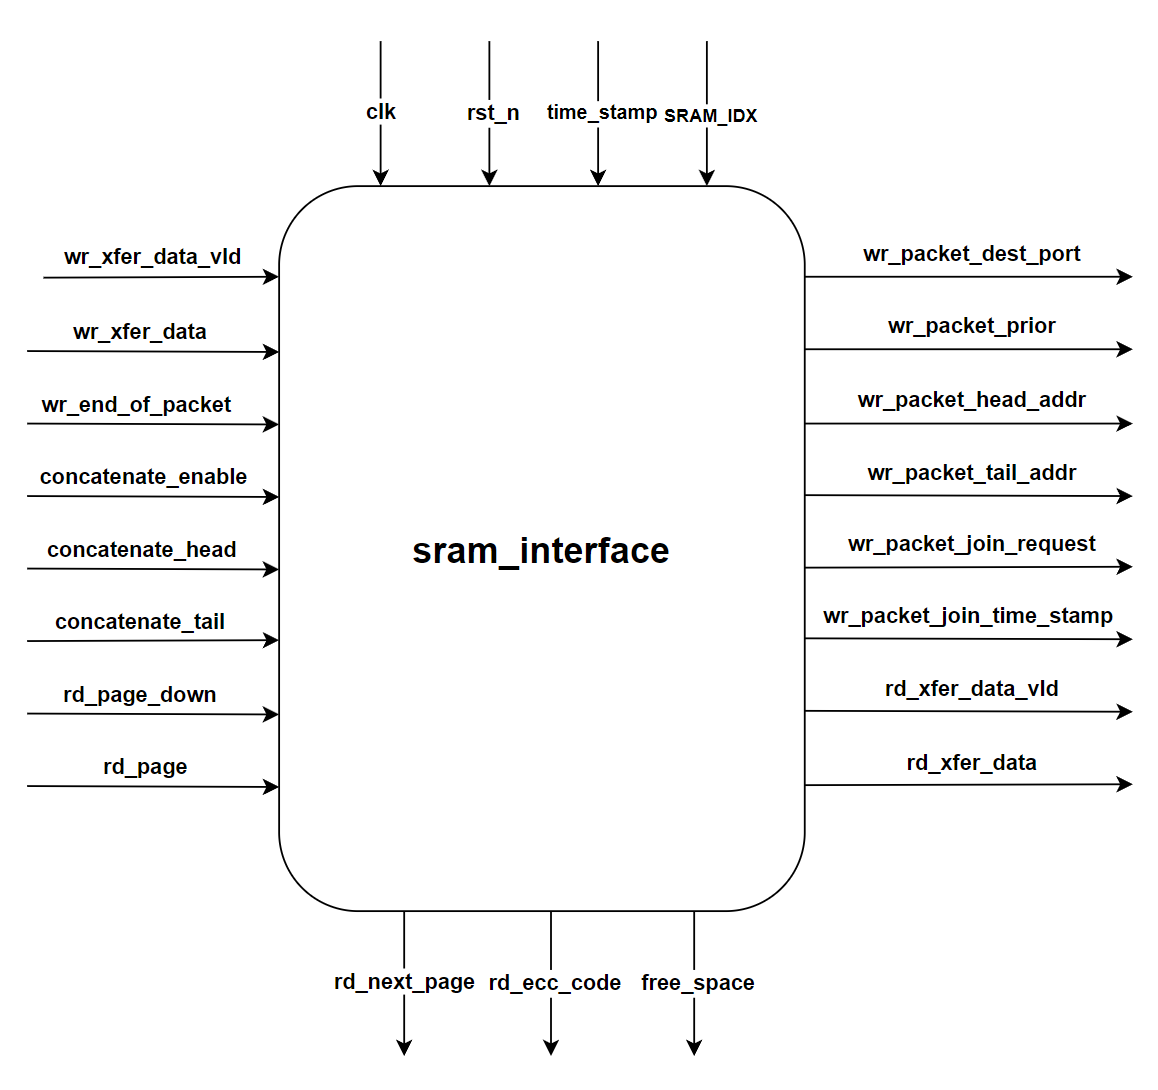 clk
rst_n
time_stamp
SRAM_IDX
wr_xfer_data_vld
wr_packet_dest_port
wr_xfer_data
wr_packet_prior
wr_end_of_packet
wr_packet_head_addr
concatenate_enable
wr_packet_tail_addr
concatenate_head
wr_packet_join_request
sram_interface
concatenate_tail
wr_packet_join_time_stamp
rd_page_down
rd_xfer_data_vld
rd_page
rd_xfer_data
rd_next_page
rd_ecc_code
free_space